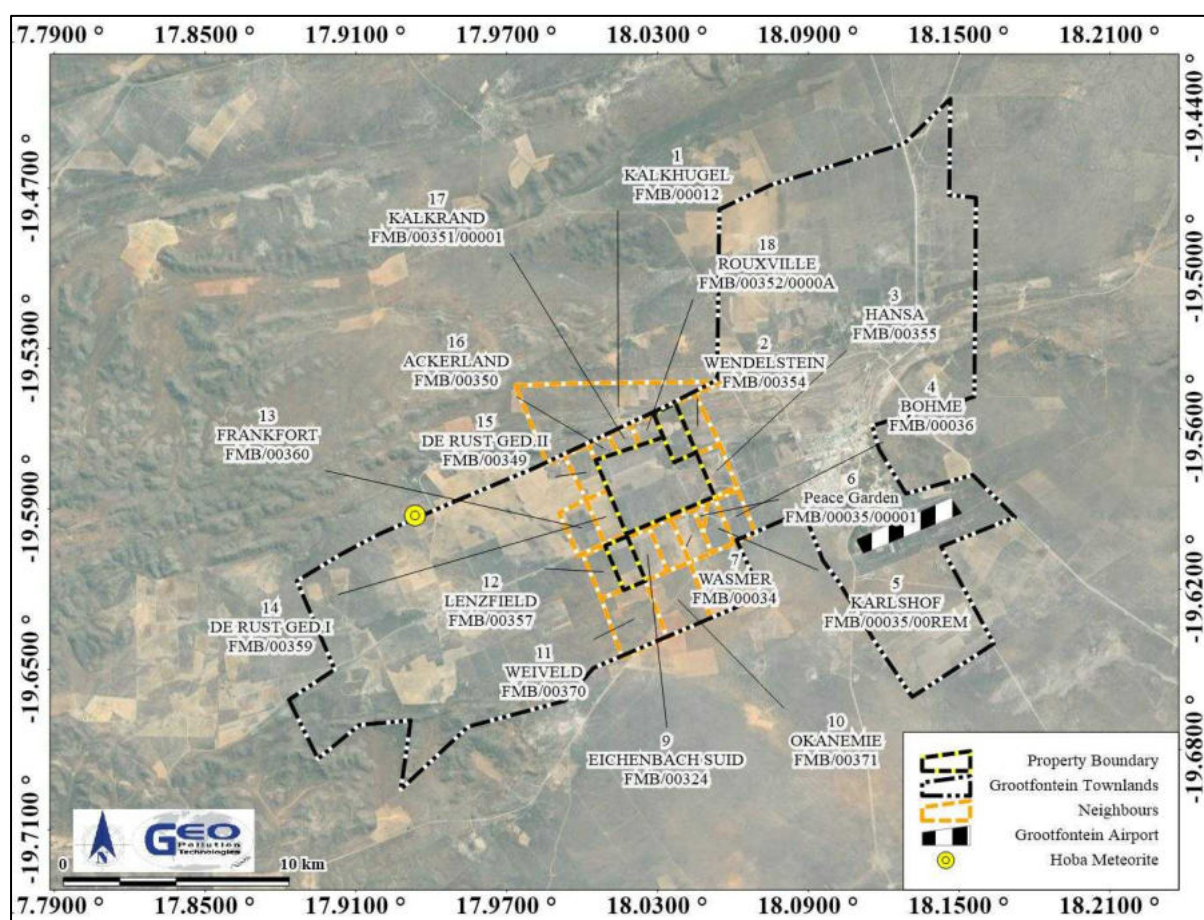 17.7900 ° 17.8500 ° 17.9100 ° 17.9700 ° 18.0300 ° 18.0900 ° 18.1500 ° 18.2100 °
-19.4400 °
-19.4700 °
-19.5000 °
-19.5300 °
-19.5600 °
-19.5900 °
-19.6200 °
-19.6500 °
-19.6800 °
-19.7100 °
1
KALKHUGEL
FMB/00012
17
KALKRAND
FMB/00351/00001
18
ROUXVILLE
FMB/00352/0000A
3
HANSA
FMB/00355
16
ACKERLAND
FMB/00350
2
WENDELSTEIN
FMB/00354
4
BOHME
FMB/00036
13
FRANKFORT
FMB/00360
15
DE RUST GED.II
FMB/00349
6
Peace Garden
FMB/00035/00001
7
WASMER
FMB/00034
5
KARLSHOF
FMB/00035/00REM
12
LENZFIELD
FMB/00357
14
DE RUST GED.I
FMB/00359
11
WEIVELD
FMB/00370
9
EICHENBACH SUID
FMB/00324
10
OKANEMIE
FMB/00371
Property Boundary
Grootfontein Townlands
Neighbours
Grootfontein Airport
Hoba Meteorite
N
GEO
Pollution
Technologies
0 10 km
17.7900 ° 17.8500 ° 17.9100 ° 17.9700 ° 18.0300 ° 18.0900 ° 18.1500 ° 18.2100 °